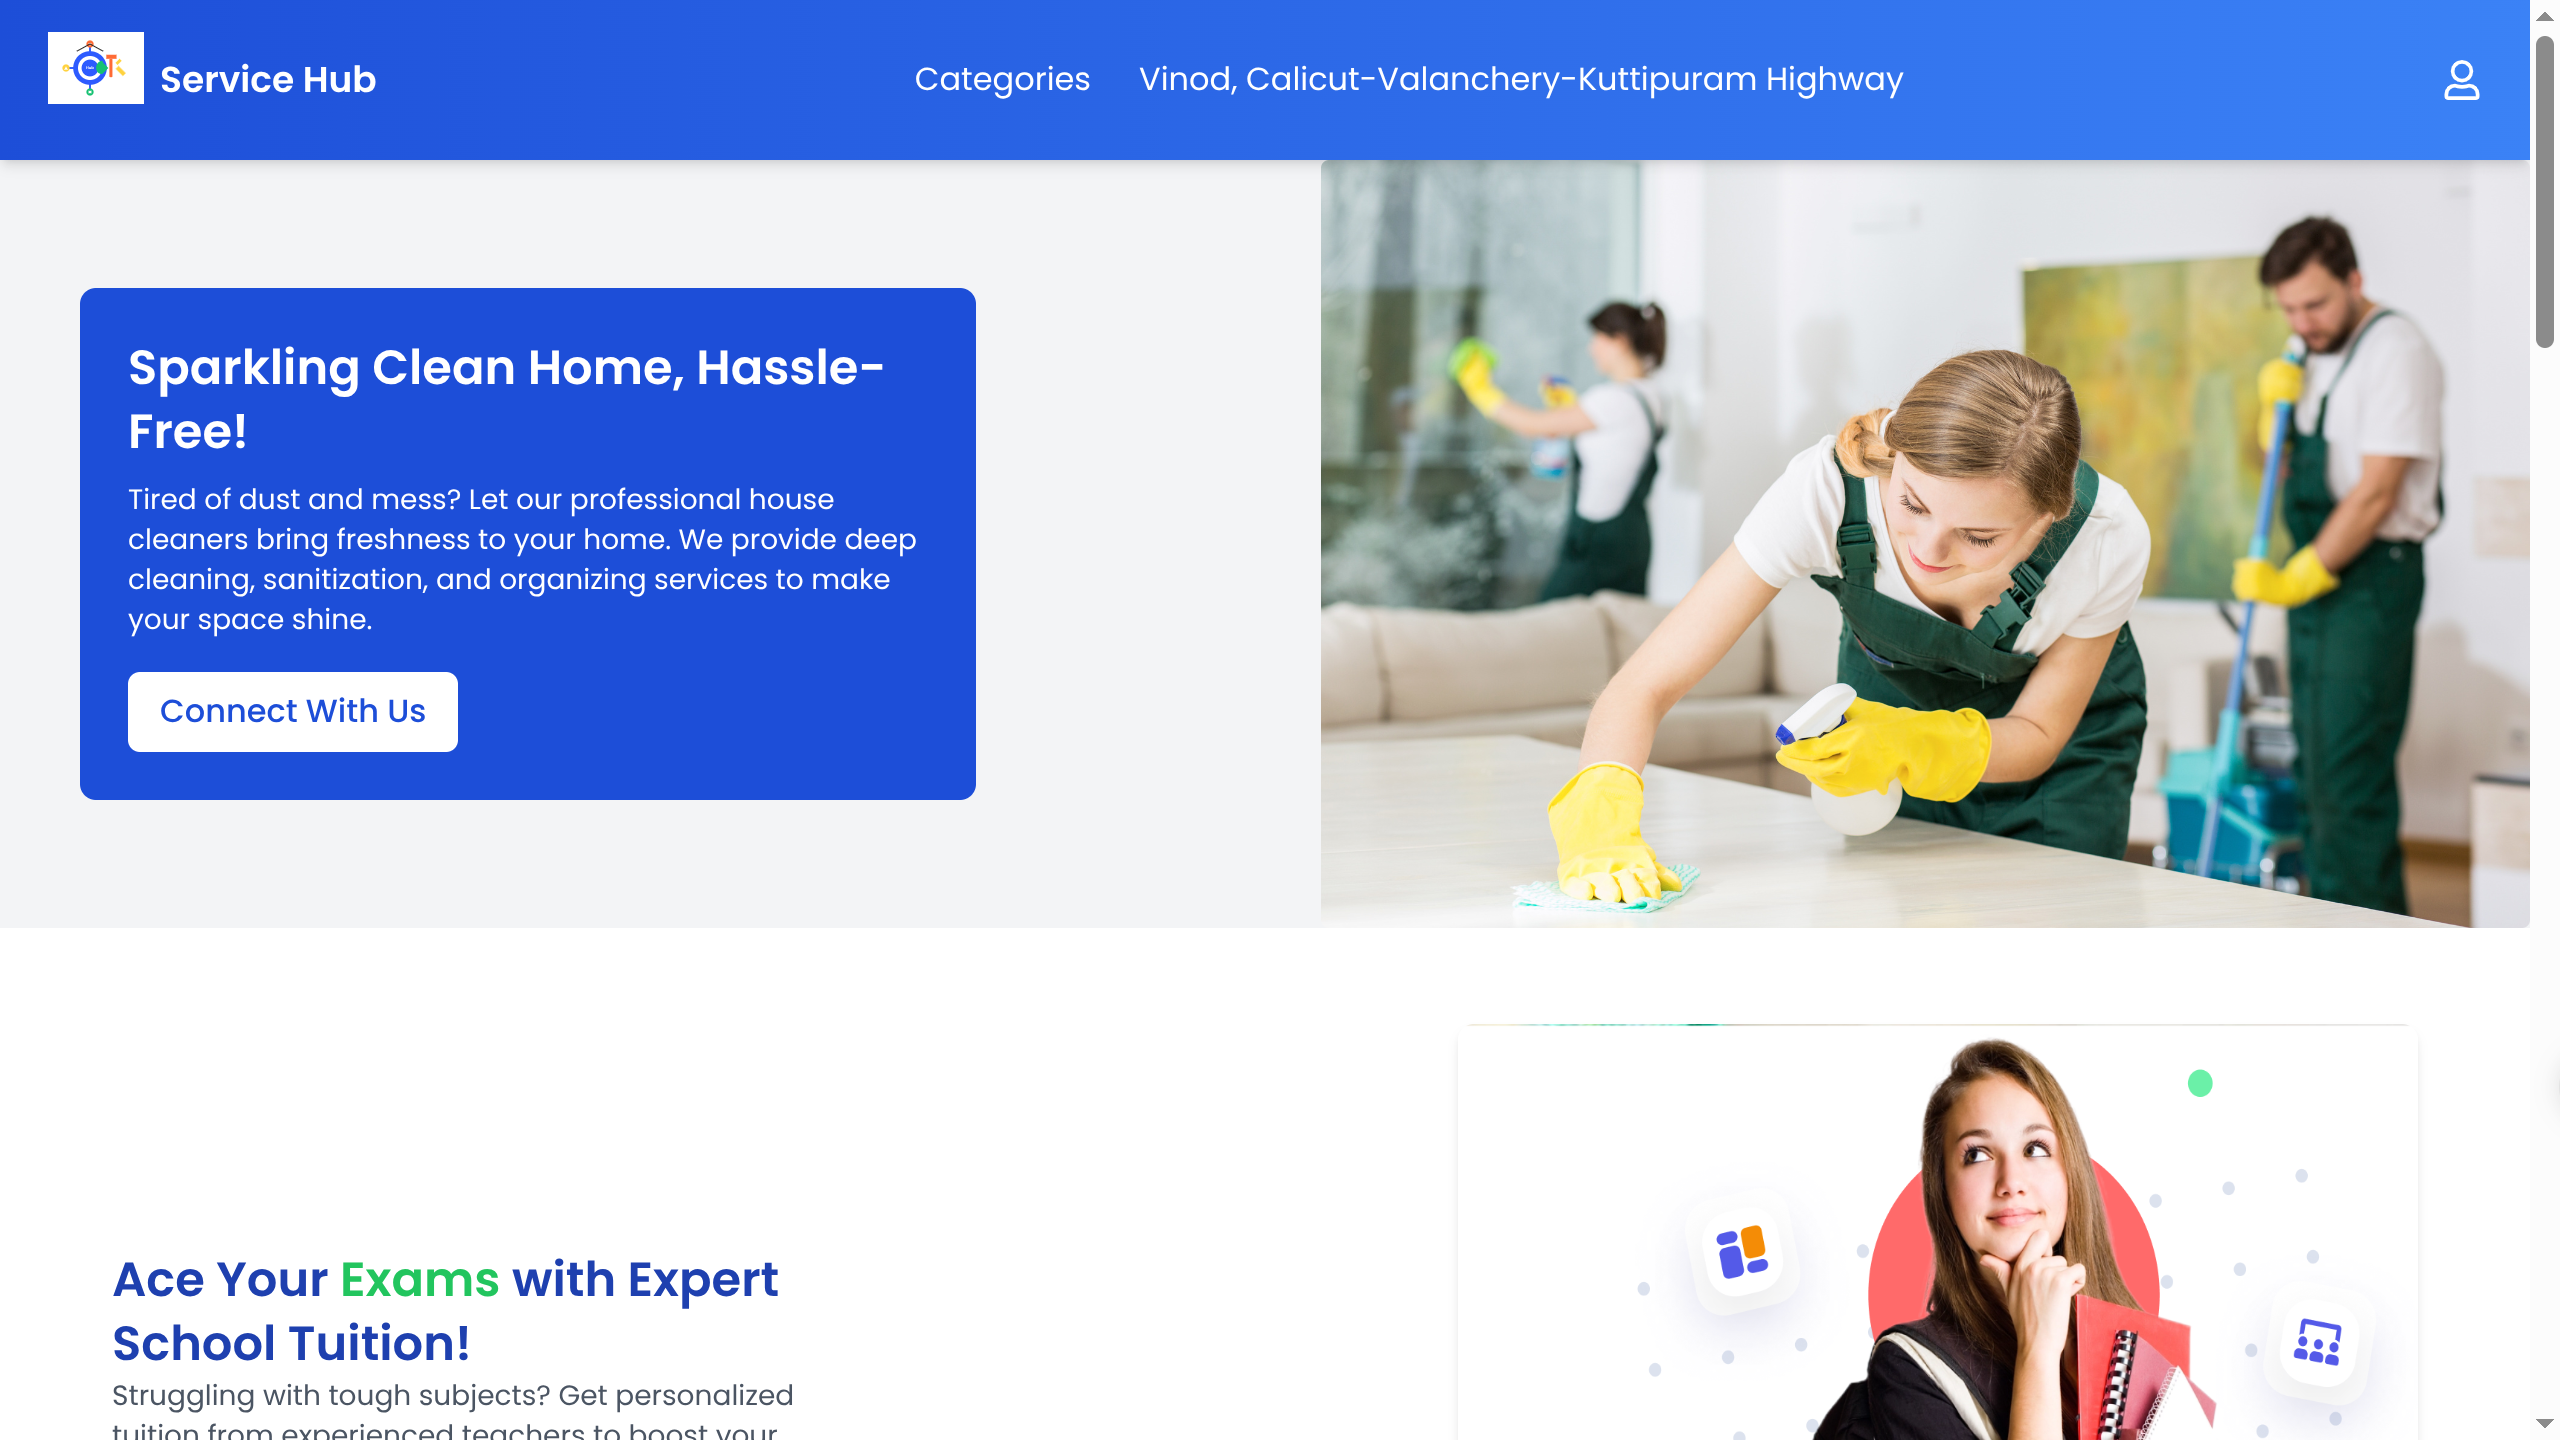 Service Hub
Categories
Vinod, Calicut-Valanchery-Kuttipuram Highway
Sparkling Clean Home, Hassle-
Free!
Tired of dust and mess? Let our professional house
cleaners bring freshness to your home. We provide deep
cleaning, sanitization, and organizing services to make
your space shine.
Connect With Us
Ace Your Exams with Expert
School Tuition!
Struggling with tough subjects? Get personalized
tuition from experienced teachers to boost your